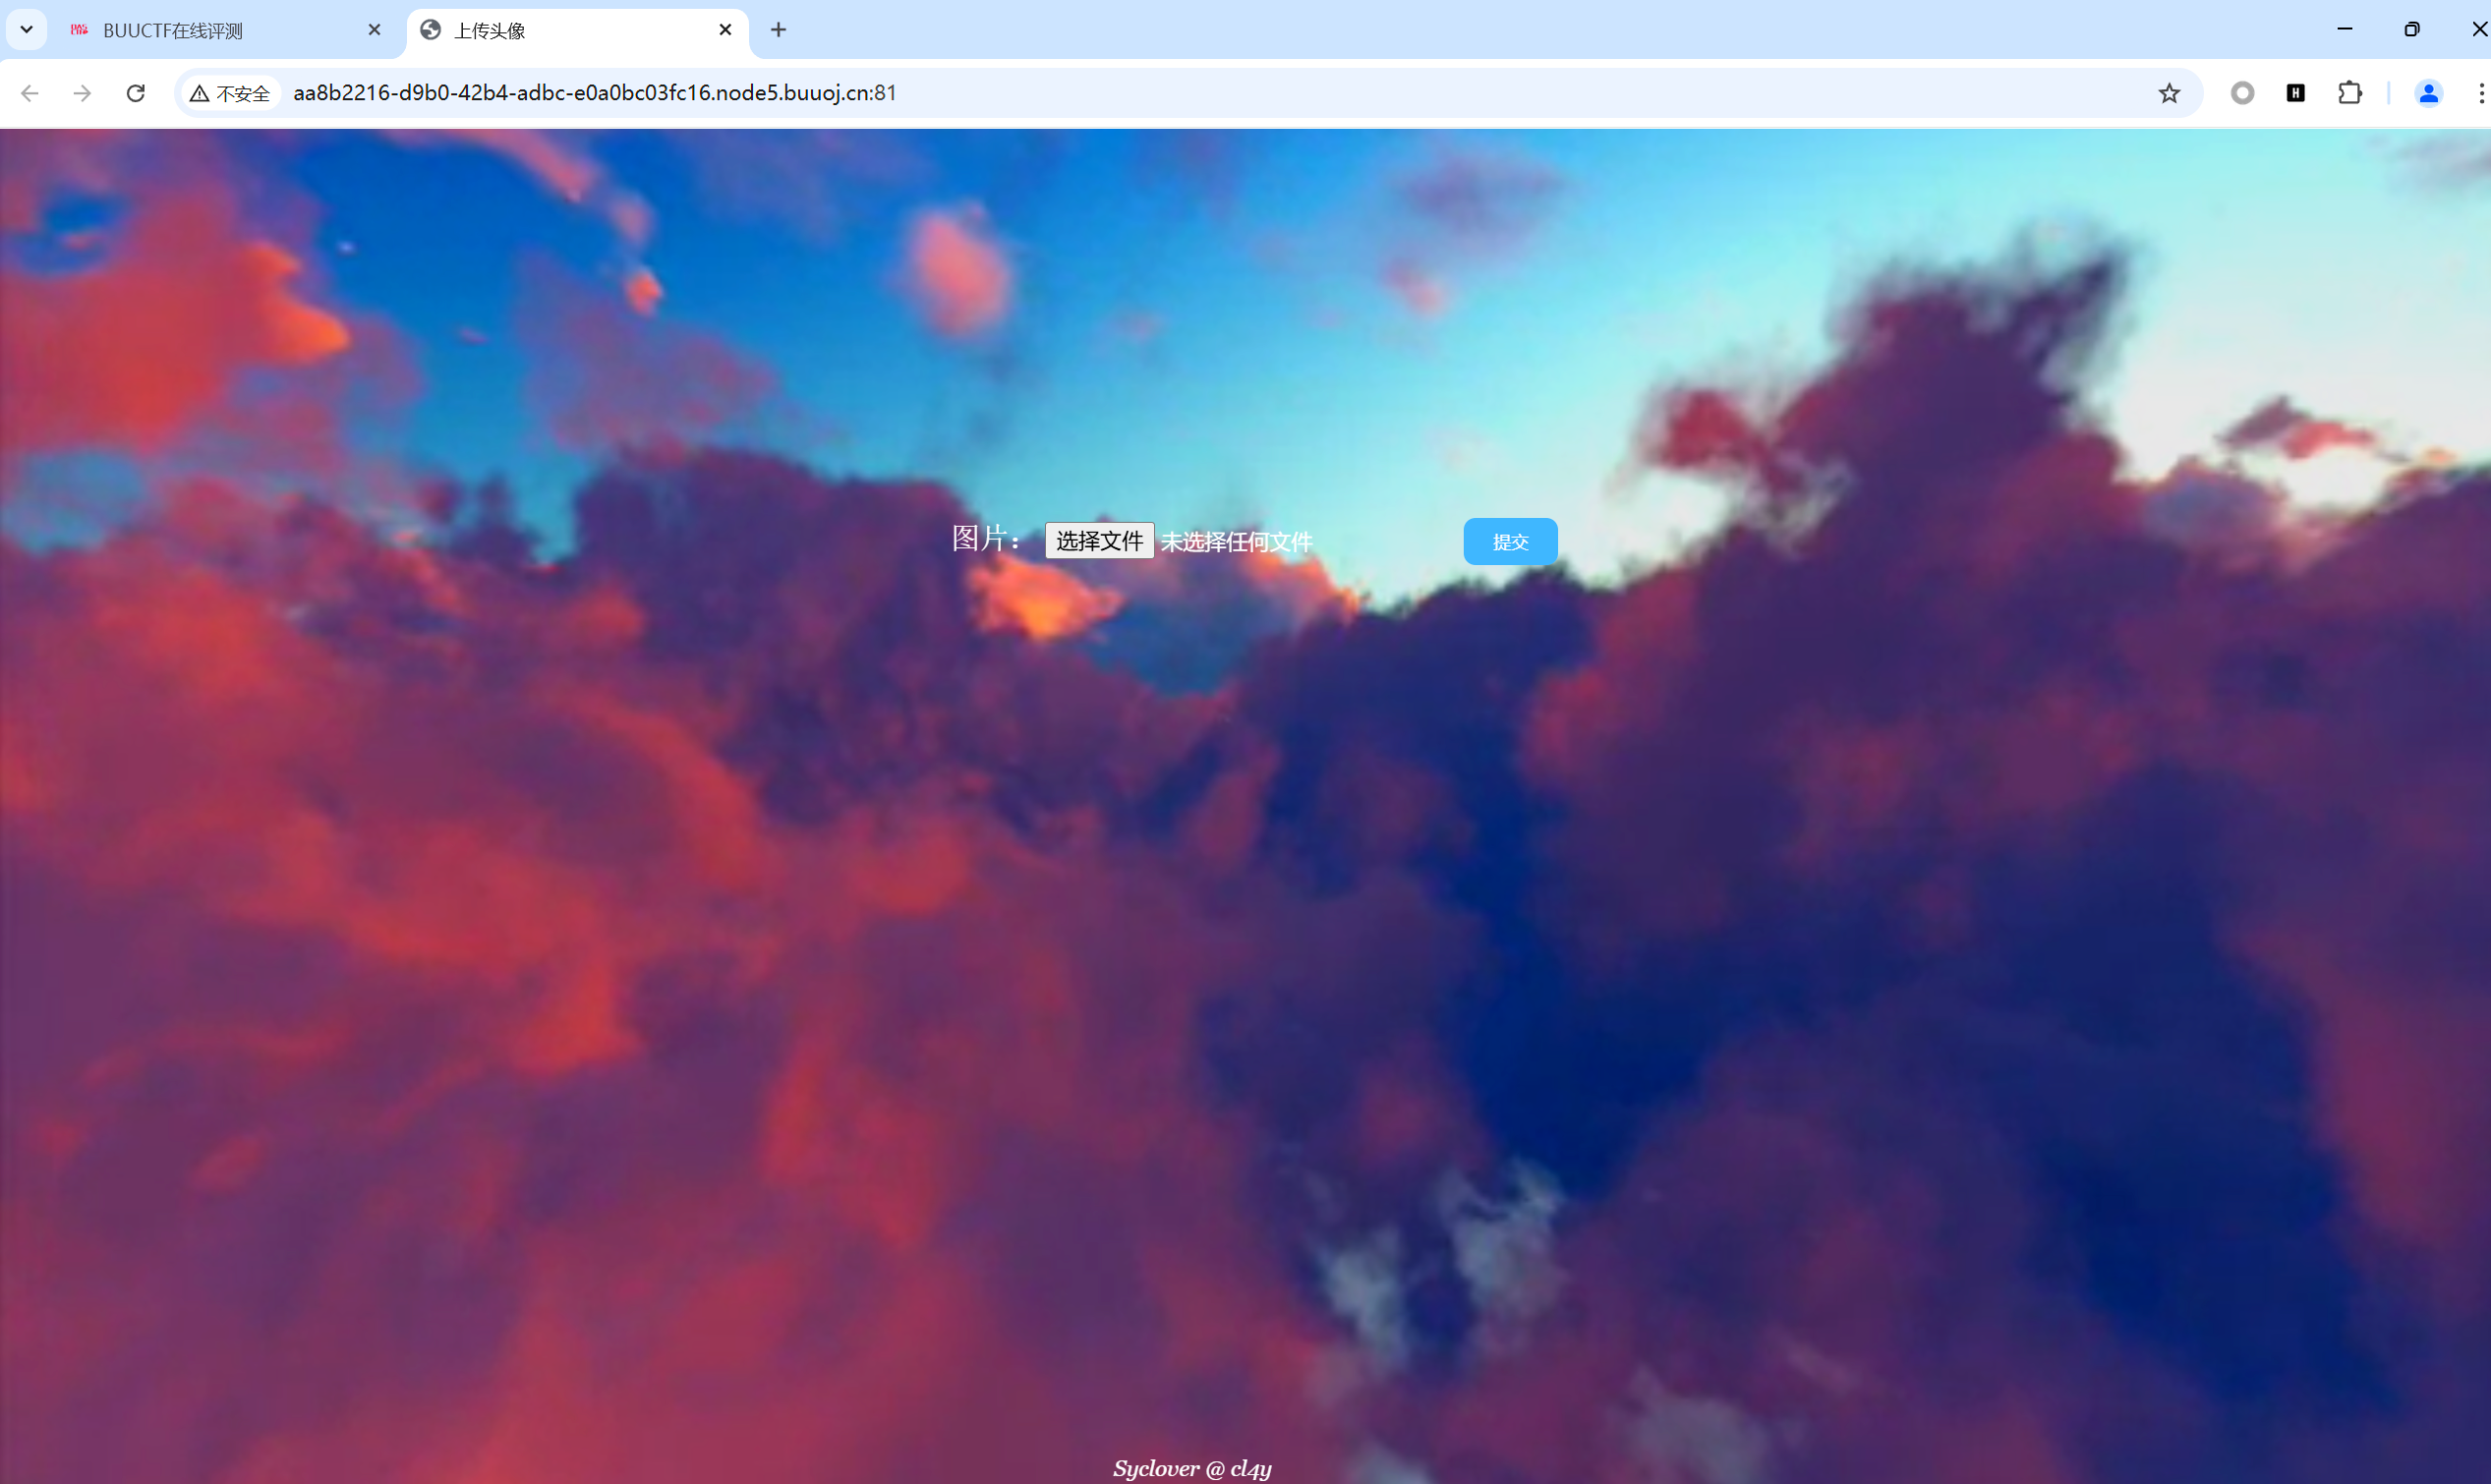 BUUCTF在线评测
上传头像
不安全 aa8b2216-d9b0-42b4-adbc-e0a0bc03fc16.node5.buuoj.cn:81
图片： 选择文件 未选择任何文件 提交
Syclover @ cl4y